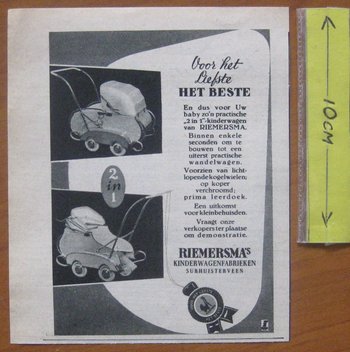 Voor het
Liefste
HET BESTE
En dus voor Uw
baby zo'n practische
„2 in 1"-kinderwagen
van RIEMERSMA.
Binnen enkele
seconden om te
bouwen tot een
uiterst practische
wandelwagen.
Voorzien van licht-
lopende kogelwielen;
op koper
verchroomd;
prima leerdoek.
Een uitkomst
voor kleinbehuisden.
Vraagt onze
verkopers ter plaatse
om demonstratie.
RIEMERSMA'S
KINDERWAGENFABRIEKEN
SURHUISTERVEEN
2
in
1
10CM